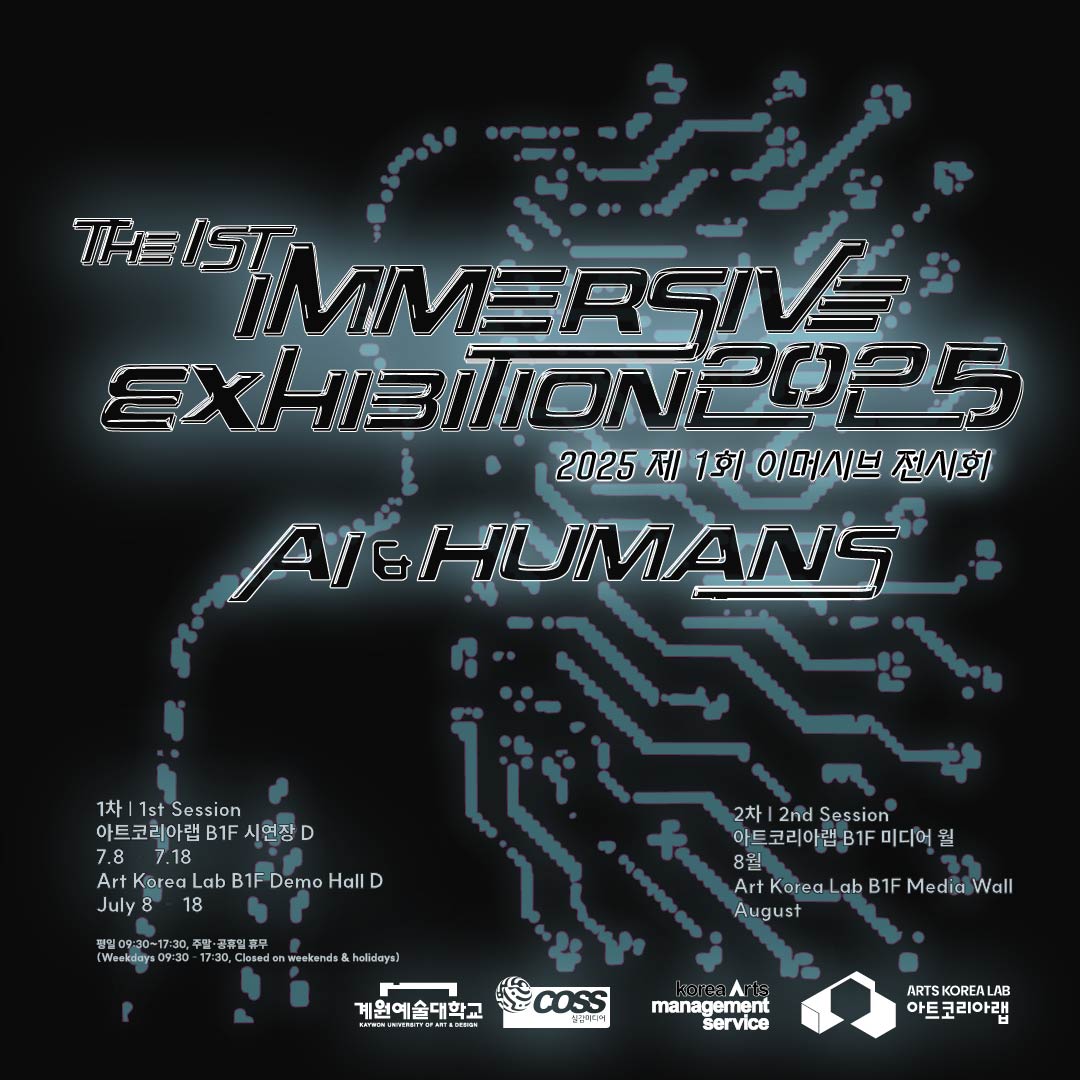 THE 1ST
IMMERSIVE
EXHIBITION 2025
2025 제 1회 이머시브 전시회
AI & HUMANS
1차 | 1st Session
아트코리아랩 B1F 시연장 D
7.8 7.18
Art Korea Lab B1F Demo Hall D
July 8 - 18
평일 09:30~17:30, 주말·공휴일 휴무
(Weekdays 09:30 - 17:30, Closed on weekends & holidays)
2차 | 2nd Session
아트코리아랩 B1F 미디어 월
8월
Art Korea Lab B1F Media Wall
August
계원예술대학교
KAYWON UNIVERSITY OF ART & DESIGN
COSS
실감미디어
korea Arts
management
service
ARTS KOREA LAB
아트코리아랩